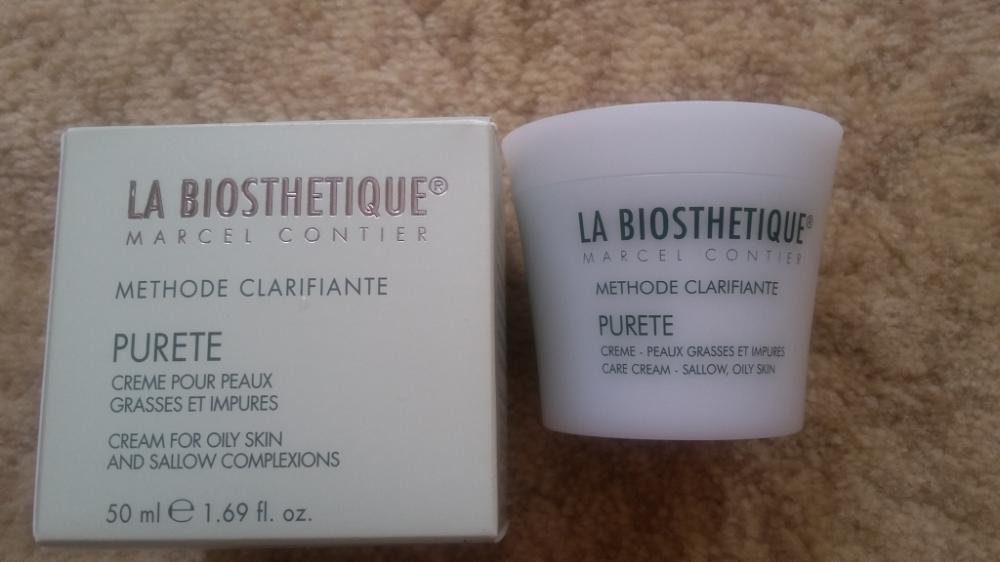 LA BIOSTHETIQUE®
MARCEL CONTIER
METHODE CLARIFIANTE
PURETE
CREME POUR PEAUX
GRASSES ET IMPURES
CREAM FOR OILY SKIN
AND SALLOW COMPLEXIONS
50 ml ℮ 1.69 fl. oz.
LA BIOSTHETIQUE®
MARCEL CONTIER
METHODE CLARIFIANTE
PURETE
CREME - PEAUX GRASSES ET IMPURES
CARE CREAM - SALLOW, OILY SKIN